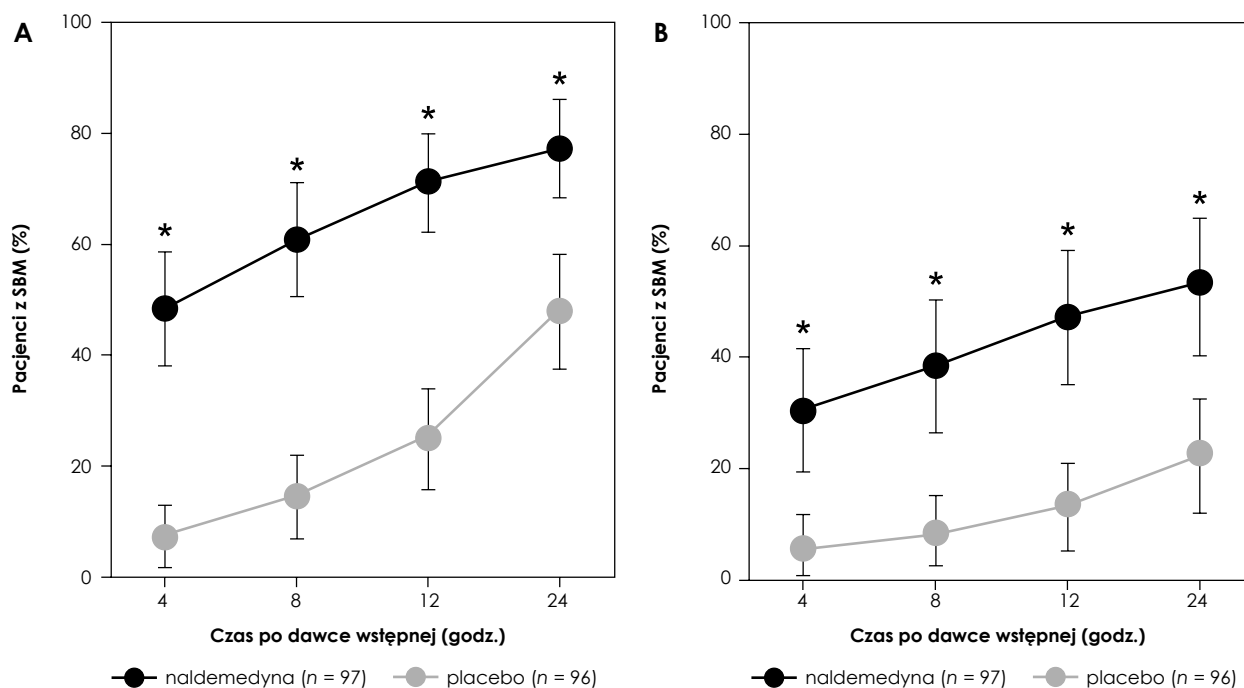 A
100
80
60
40
20
0
Pacjenci z SBM (%)
*
*
*
*
4
8
12
24
Czas po dawce wstępnej (godz.)
naldemedyna (n = 97)
placebo (n = 96)
B
100
80
60
40
20
0
Pacjenci z SBM (%)
*
*
*
*
4
8
12
24
Czas po dawce wstępnej (godz.)
naldemedyna (n = 97)
placebo (n = 96)